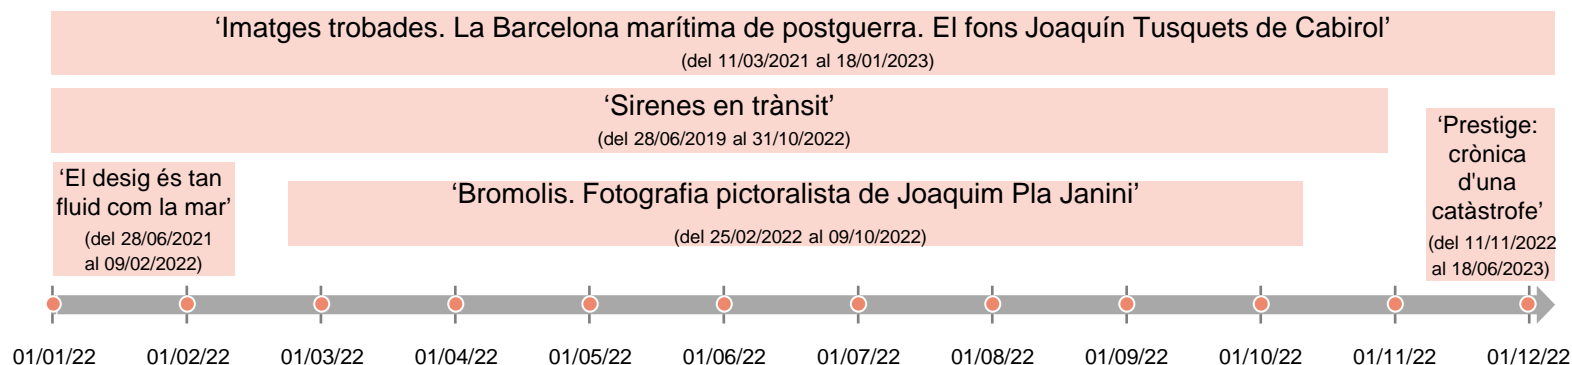 ‘Imatges trobades. La Barcelona marítima de postguerra. El fons Joaquín Tusquets de Cabirol’
(del 11/03/2021 al 18/01/2023)
‘Sirenes en trànsit’
(del 28/06/2019 al 31/10/2022)
‘El desig és tan
fluid com la mar’
(del 28/06/2021
al 09/02/2022)
‘Bromolis. Fotografia pictoralista de Joaquim Pla Janini’
(del 25/02/2022 al 09/10/2022)
‘Prestige:
crònica
d'una
catàstrofe’
(del 11/11/2022
al 18/06/2023)
01/01/22 01/02/22 01/03/22 01/04/22 01/05/22 01/06/22 01/07/22 01/08/22 01/09/22 01/10/22 01/11/22 01/12/22